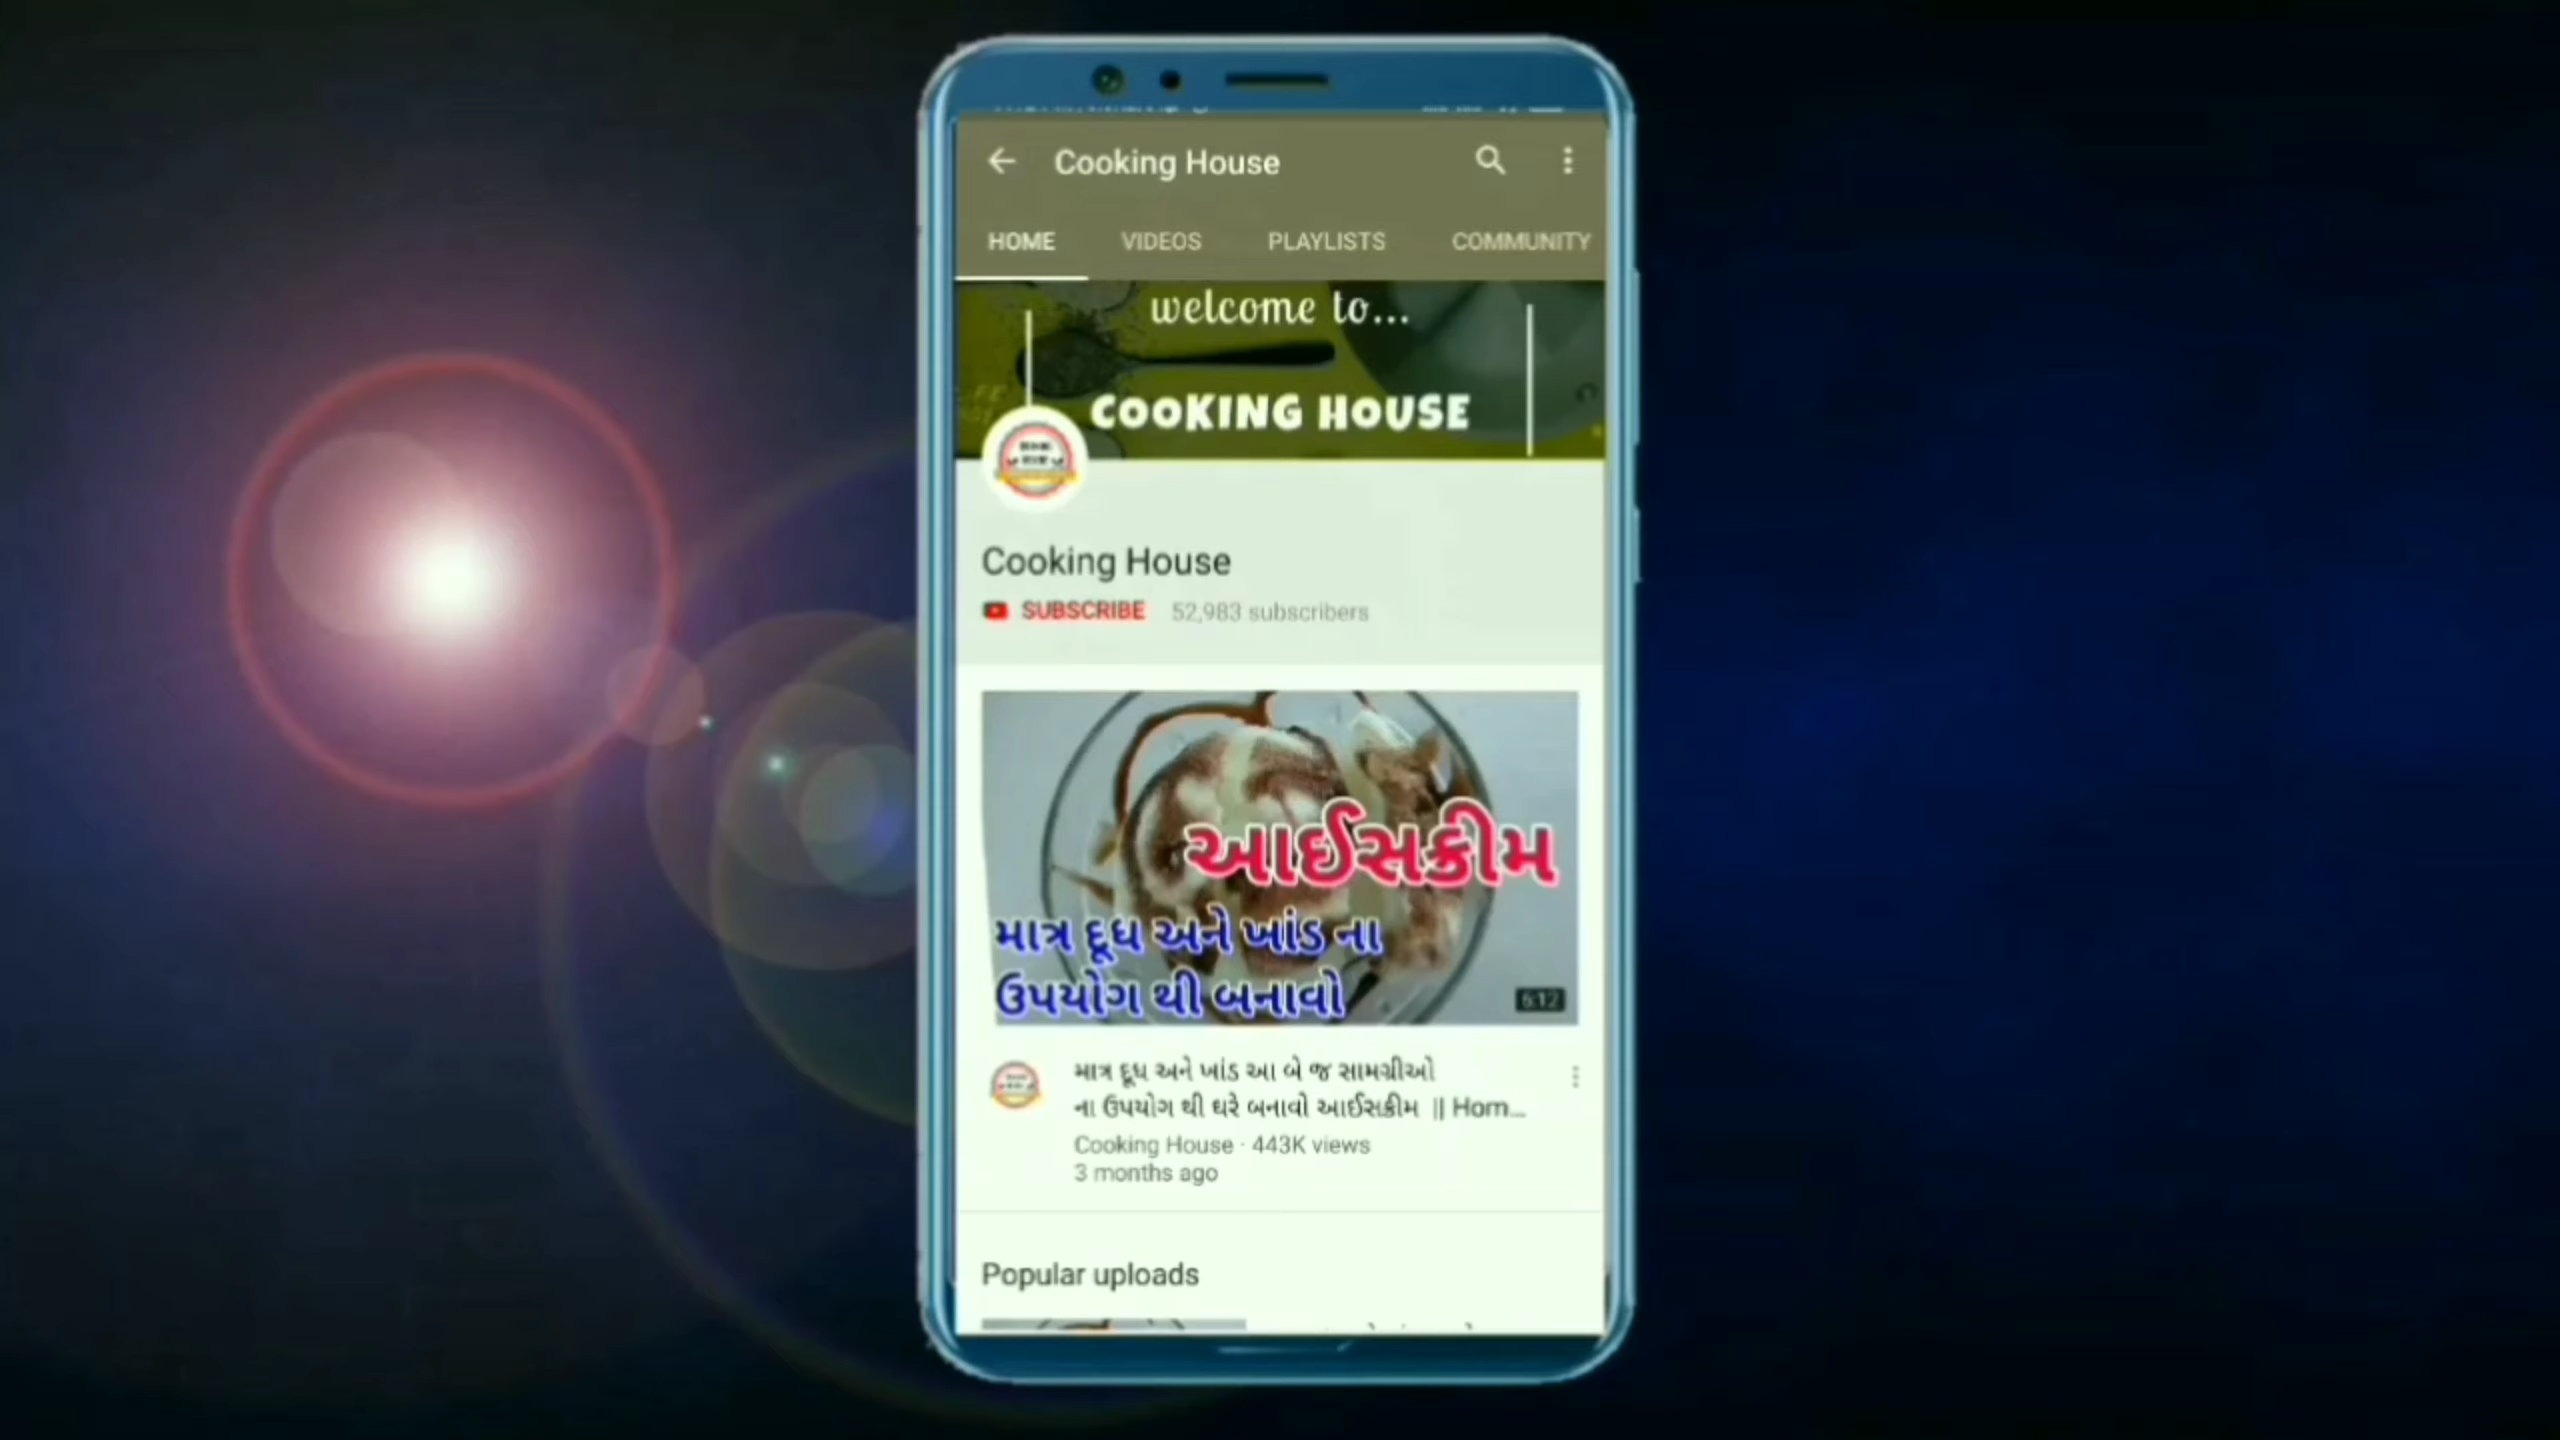 Cooking House
HOME VIDEOS PLAYLISTS COMMUNITY
welcome to...
COOKING HOUSE
Cooking House
SUBSCRIBE 52,983 subscribers
આઈસક્રીમ
માત્ર દૂધ અને ખાંડ ના
ઉપયોગ થી બનાવો
6:12
માત્ર દૂધ અને ખાંડ આ બે જ સામગ્રીઓ
ના ઉપયોગ થી ઘરે બનાવો આઈસક્રીમ || Hom...
Cooking House · 443K views
3 months ago
Popular uploads